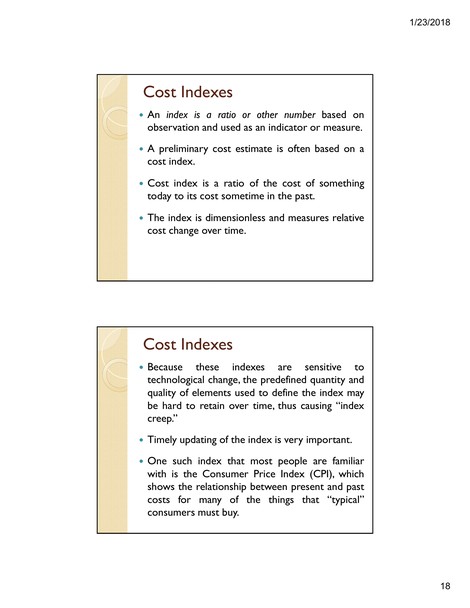 1/23/2018
Cost Indexes
• An index is a ratio or other number based on
observation and used as an indicator or measure.
• A preliminary cost estimate is often based on a
cost index.
• Cost index is a ratio of the cost of something
today to its cost sometime in the past.
• The index is dimensionless and measures relative
cost change over time.
Cost Indexes
• Because these indexes are sensitive to
technological change, the predefined quantity and
quality of elements used to define the index may
be hard to retain over time, thus causing “index
creep.”
• Timely updating of the index is very important.
• One such index that most people are familiar
with is the Consumer Price Index (CPI), which
shows the relationship between present and past
costs for many of the things that “typical”
consumers must buy.
18